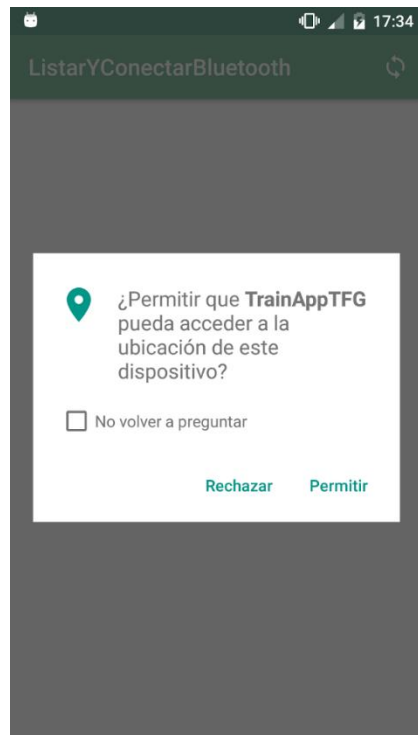 17:34
ListarYConectarBluetooth
¿Permitir que TrainAppTFG
pueda acceder a la
ubicación de este
dispositivo?
No volver a preguntar
Rechazar Permitir